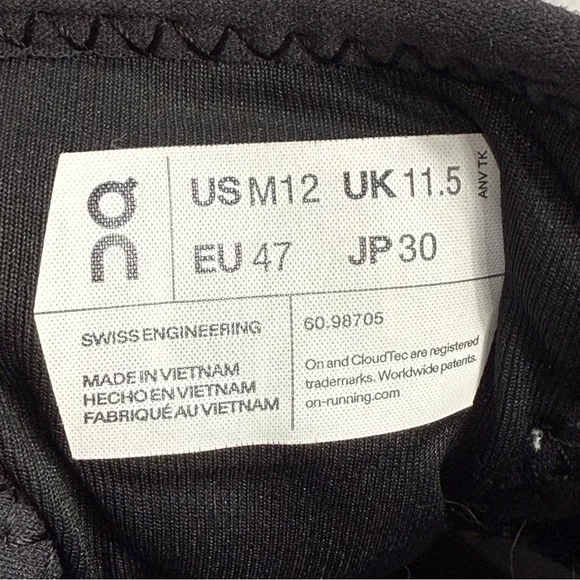 on
US M12 UK 11.5
EU 47 JP 30
ANV TK
SWISS ENGINEERING
MADE IN VIETNAM
HECHO EN VIETNAM
FABRIQUÉ AU VIETNAM
60.98705
On and CloudTec are registered
trademarks. Worldwide patents.
on-running.com